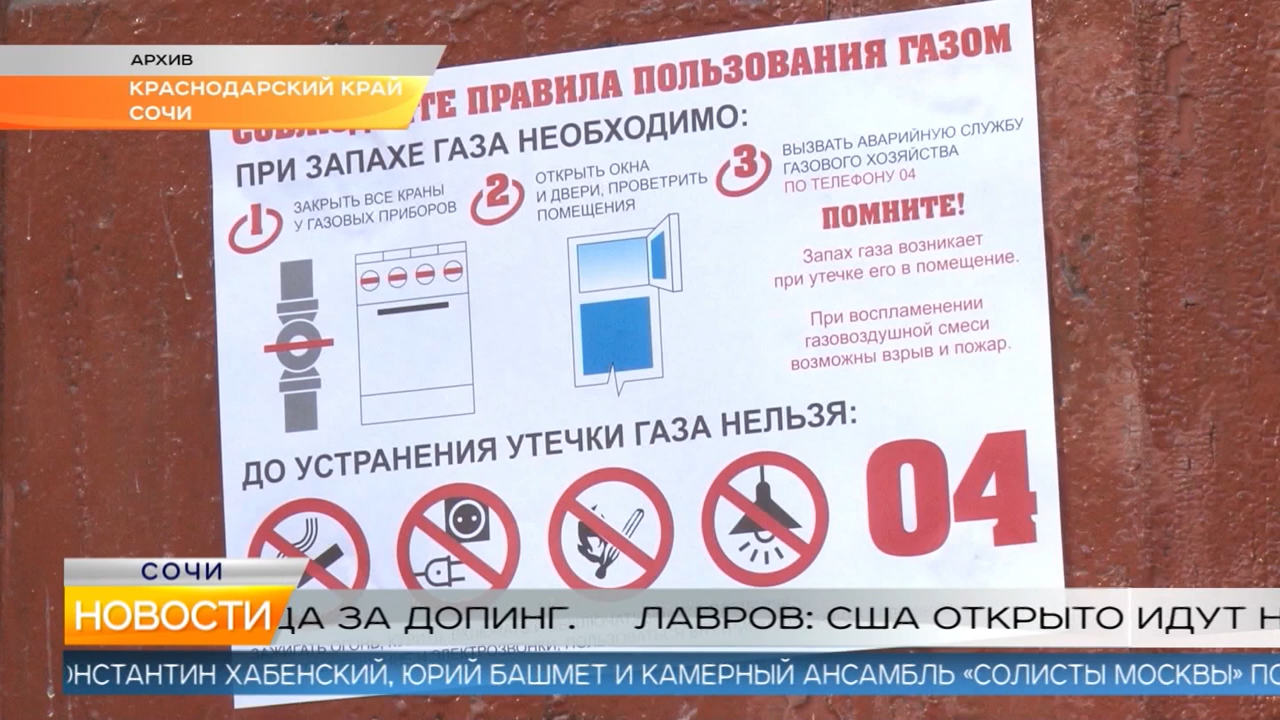 АРХИВ
КРАСНОДАРСКИЙ КРАЙ
СОЧИ
ПРАВИЛА ПОЛЬЗОВАНИЯ ГАЗОМ
ПРИ ЗАПАХЕ ГАЗА НЕОБХОДИМО:
1 ЗАКРЫТЬ ВСЕ КРАНЫ
У ГАЗОВЫХ ПРИБОРОВ
2 ОТКРЫТЬ ОКНА
И ДВЕРИ, ПРОВЕТРИТЬ
ПОМЕЩЕНИЯ
3 ВЫЗВАТЬ АВАРИЙНУЮ СЛУЖБУ
ГАЗОВОГО ХОЗЯЙСТВА
ПО ТЕЛЕФОНУ 04
ПОМНИТЕ!
Запах газа возникает
при утечке его в помещение.
При воспламенении
газовоздушной смеси
возможны взрыв и пожар.
ДО УСТРАНЕНИЯ УТЕЧКИ ГАЗА НЕЛЬЗЯ:
04
СОЧИ
НОВОСТИ
ДА ЗА ДОПИНГ. ЛАВРОВ: США ОТКРЫТО ИДУТ Н
ОНСТАНТИН ХАБЕНСКИЙ, ЮРИЙ БАШМЕТ И КАМЕРНЫЙ АНСАМБЛЬ «СОЛИСТЫ МОСКВЫ» ПО